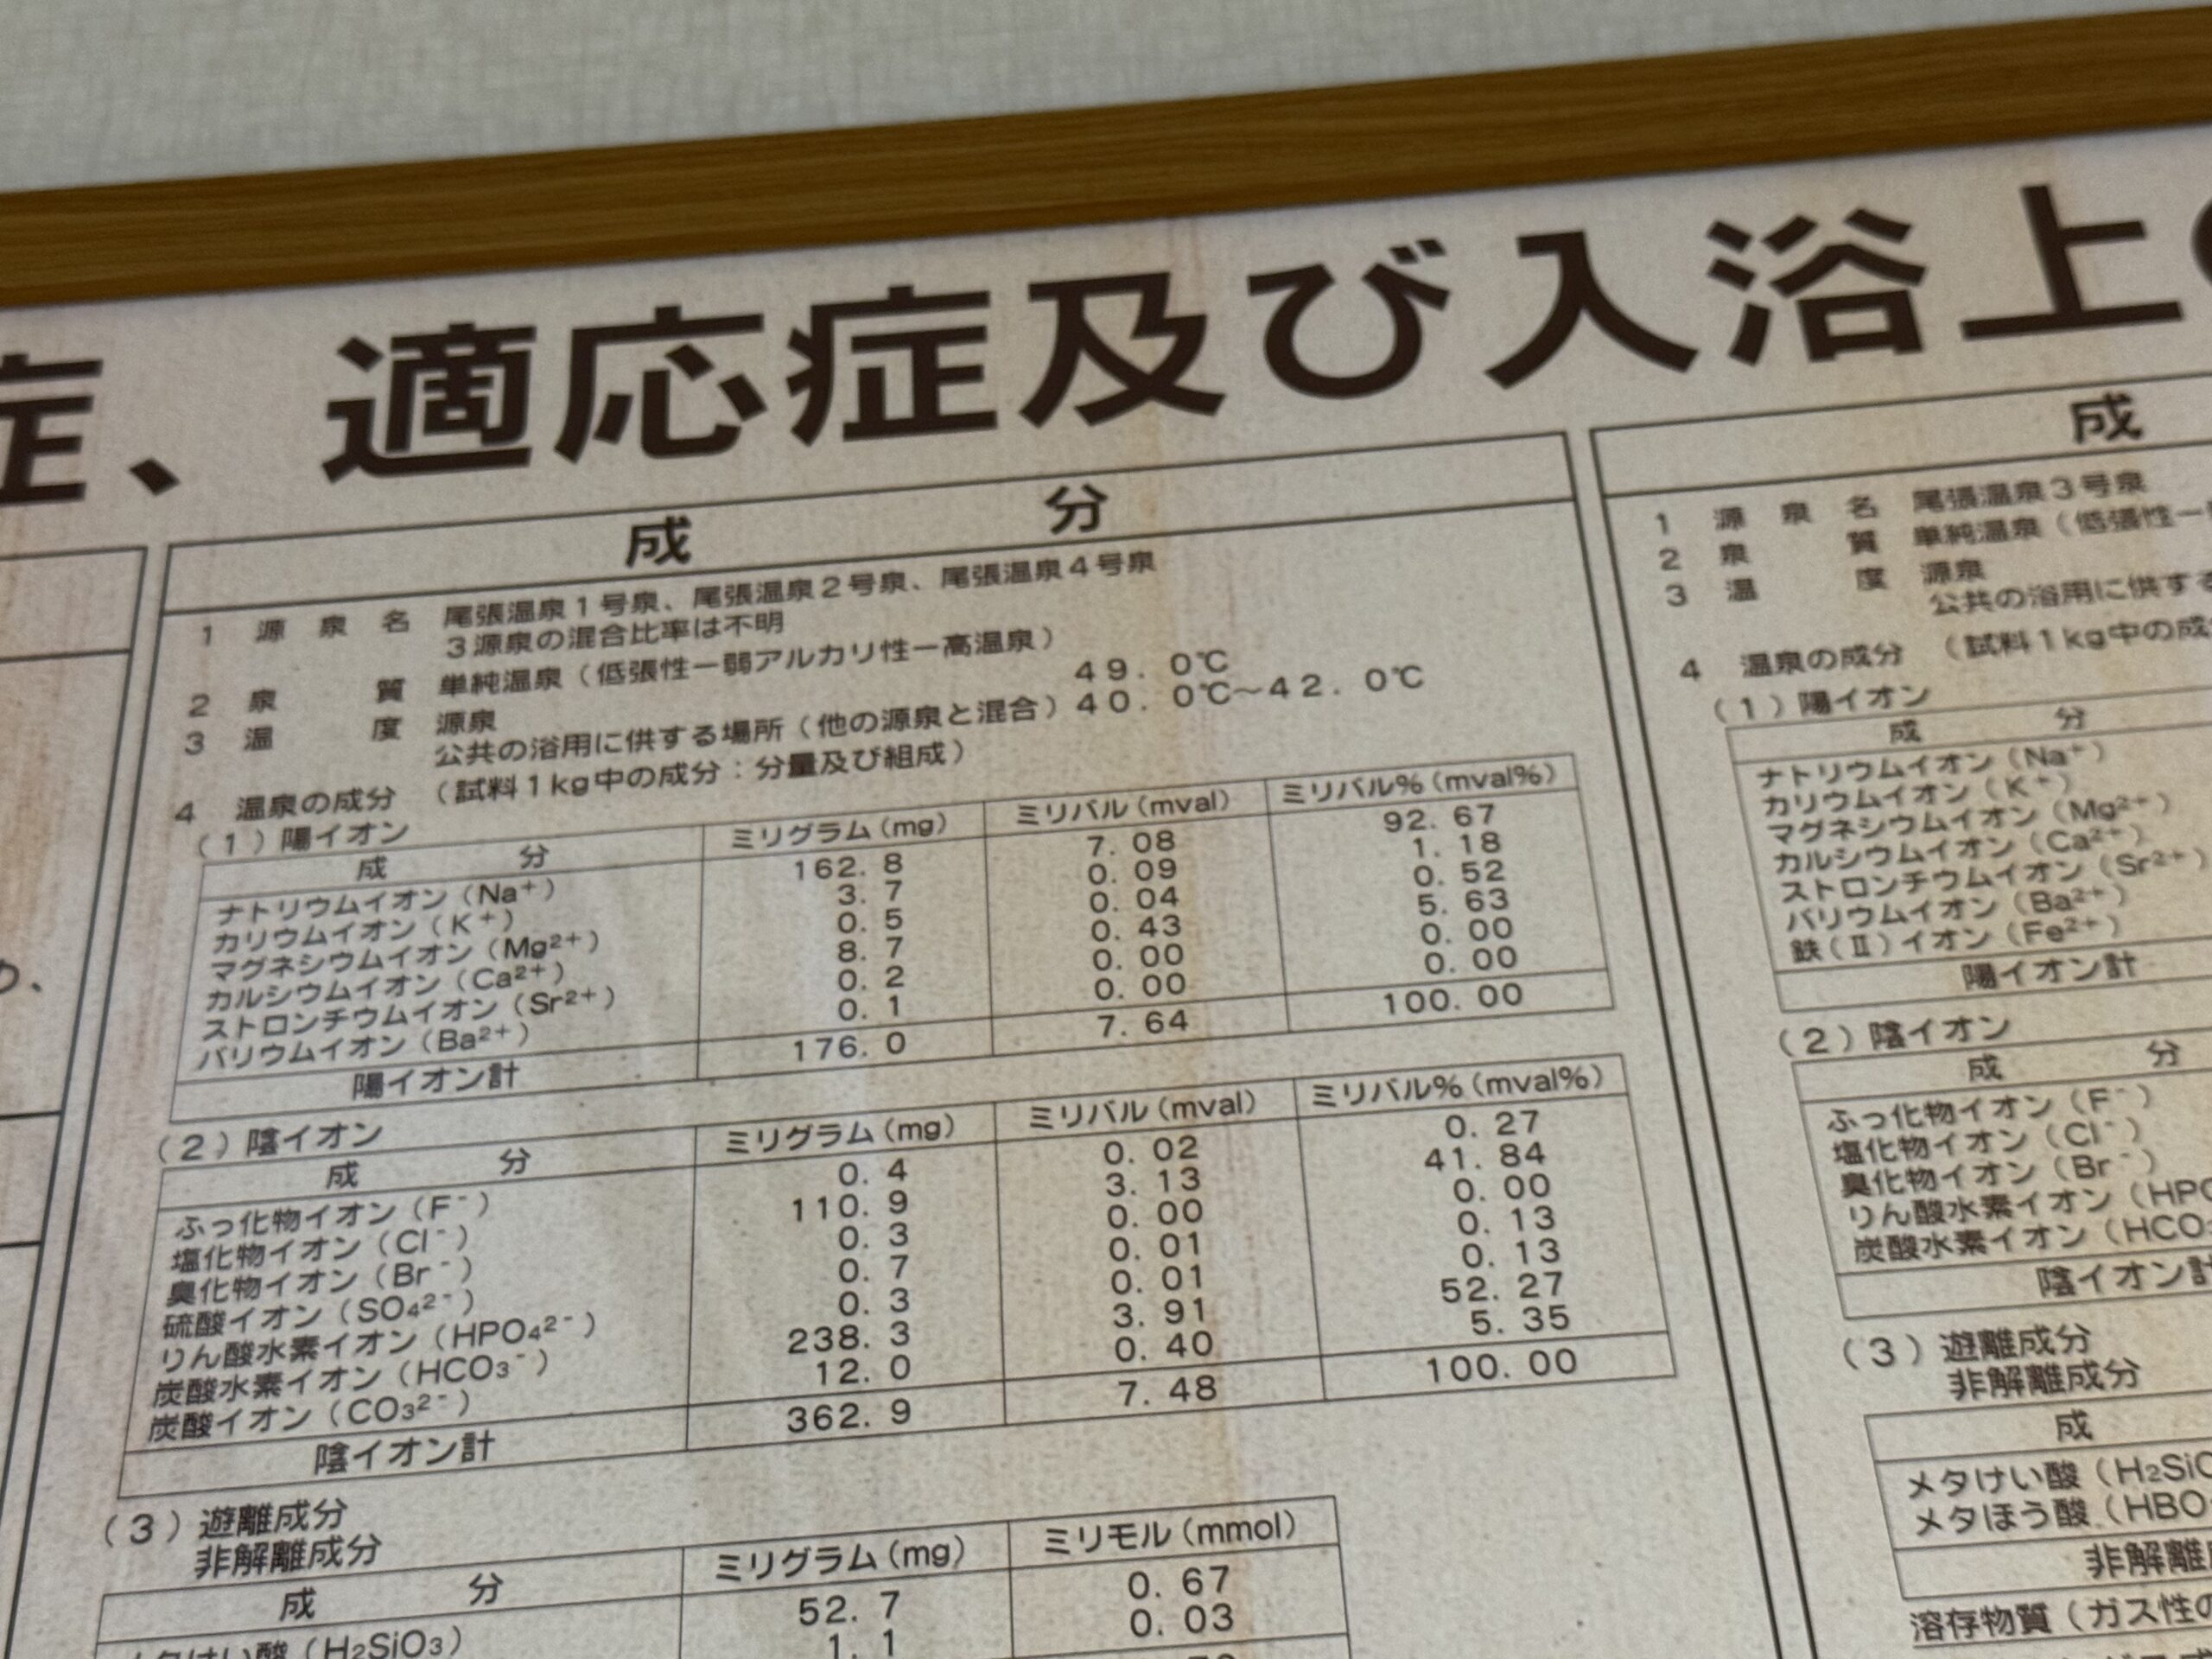 症、適応症及び入浴上
成 分
1 源泉名 尾張温泉1号泉、尾張温泉2号泉、尾張温泉4号泉
3源泉の混合比率は不明
2 泉質 単純温泉(低張性ー弱アルカリ性ー高温泉)
3 温度 源泉 49.0℃
公共の浴用に供する場所(他の源泉と混合)40.0℃~42.0℃
4 温泉の成分 (試料1kg中の成分:分量及び組成)
(1)陽イオン
成 分 ミリグラム(mg) ミリバル(mval) ミリバル%(mval%)
ナトリウムイオン(Na⁺) 162.8 7.08 92.67
カリウムイオン(K⁺) 3.7 0.09 1.18
マグネシウムイオン(Mg²⁺) 0.5 0.04 0.52
カルシウムイオン(Ca²⁺) 8.7 0.43 5.63
ストロンチウムイオン(Sr²⁺) 0.2 0.00 0.00
バリウムイオン(Ba²⁺) 0.1 0.00 0.00
陽イオン計 176.0 7.64 100.00
(2)陰イオン
成 分 ミリグラム(mg) ミリバル(mval) ミリバル%(mval%)
ふっ化物イオン(F⁻) 0.4 0.02 0.27
塩化物イオン(Cl⁻) 110.9 3.13 41.84
臭化物イオン(Br⁻) 0.3 0.00 0.00
硫酸イオン(SO₄²⁻) 0.7 0.01 0.13
りん酸水素イオン(HPO₄²⁻) 0.3 0.01 0.13
炭酸水素イオン(HCO₃⁻) 238.3 3.91 52.27
炭酸イオン(CO₃²⁻) 12.0 0.40 5.35
陰イオン計 362.9 7.48 100.00
(3)遊離成分
非解離成分
成 分 ミリグラム(mg) ミリモル(mmol)
メタけい酸(H₂SiO₃) 52.7 0.67
1.1 0.03
成
1 源泉名 尾張温泉3号泉
2 泉質 単純温泉(低張性ー
3 温度 源泉
公共の浴用に供する
4 温泉の成分 (試料1kg中の成
(1)陽イオン
成 分
ナトリウムイオン(Na⁺)
カリウムイオン(K⁺)
マグネシウムイオン(Mg²⁺)
カルシウムイオン(Ca²⁺)
ストロンチウムイオン(Sr²⁺)
バリウムイオン(Ba²⁺)
鉄(Ⅱ)イオン(Fe²⁺)
陽イオン計
(2)陰イオン
成 分
ふっ化物イオン(F⁻)
塩化物イオン(Cl⁻)
臭化物イオン(Br⁻)
りん酸水素イオン(HPO
炭酸水素イオン(HCO
陰イオン計
(3)遊離成分
非解離成分
成
メタけい酸(H₂SiO
メタほう酸(HBO
非解離
溶存物質(ガス性の